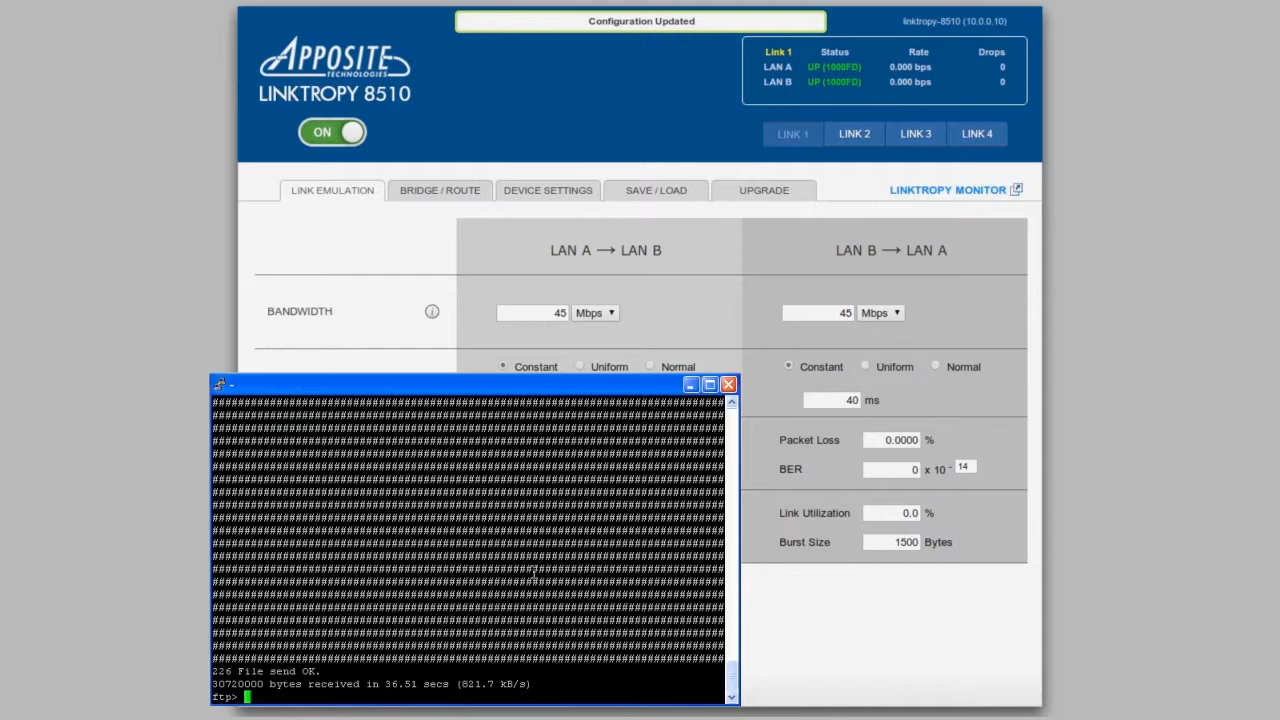 Configuration Updated
linktropy-8510 (10.0.0.10)
APPOSITE
TECHNOLOGIES
LINKTROPY 8510
Link 1 Status Rate Drops
LAN A UP (1000FD) 0.000 bps 0
LAN B UP (1000FD) 0.000 bps 0
ON
LINK 1 LINK 2 LINK 3 LINK 4
LINK EMULATION BRIDGE / ROUTE DEVICE SETTINGS SAVE / LOAD UPGRADE LINKTROPY MONITOR
LAN A → LAN B LAN B → LAN A
BANDWIDTH i 45 Mbps 45 Mbps
Constant Uniform Normal Constant Uniform Normal
40 ms
Packet Loss 0.0000 %
BER 0 x 10 - 14
Link Utilization 0.0 %
Burst Size 1500 Bytes
~
226 File send OK.
30720000 bytes received in 36.51 secs (821.7 kB/s)
ftp>